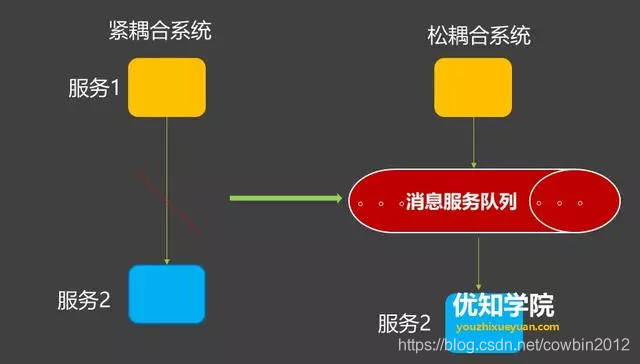 紧耦合系统
松耦合系统
服务1
。。。消息服务队列 。。。
服务2
服务2
优知学院
youzhixueyuan.com
https://blog.csdn.net/cowbin2012